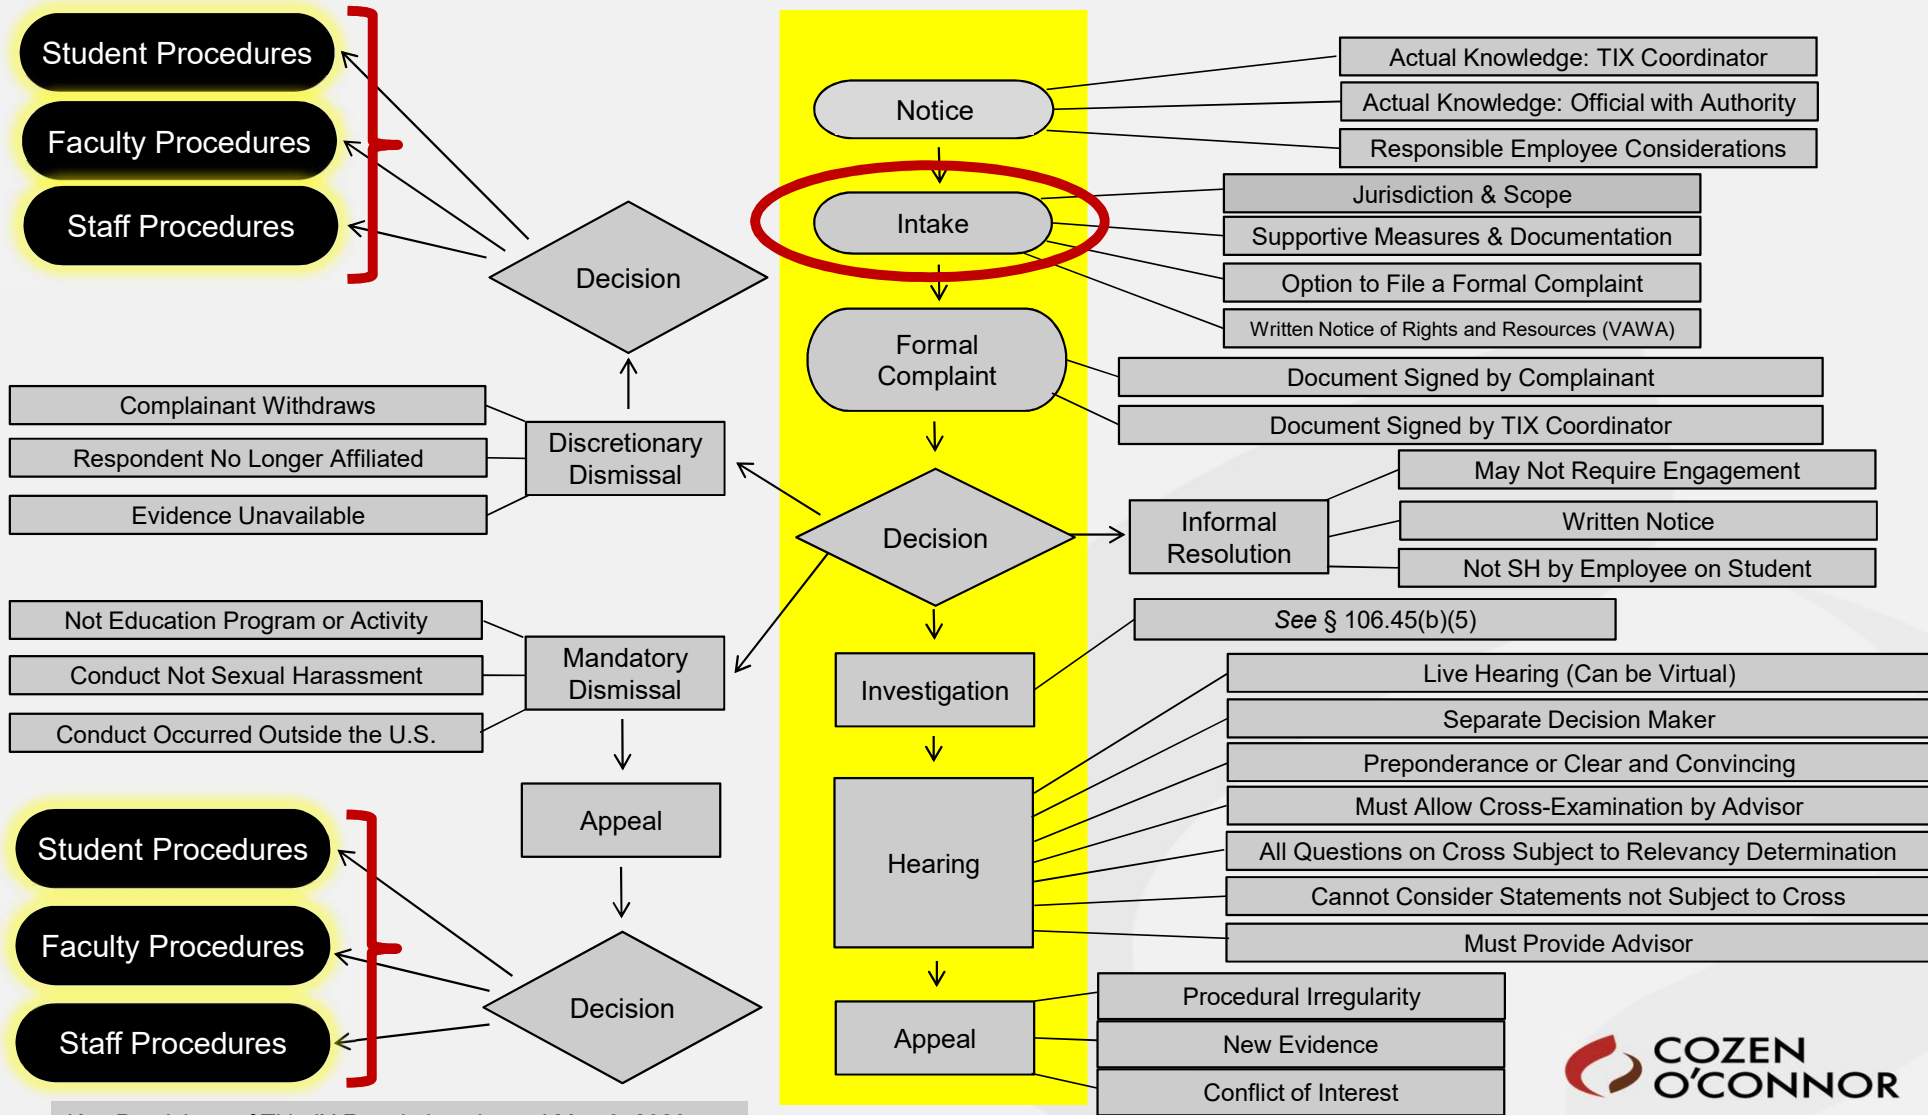 Student Procedures
Faculty Procedures
Staff Procedures
Decision
Complainant Withdraws
Respondent No Longer Affiliated
Evidence Unavailable
Discretionary
Dismissal
Not Education Program or Activity
Conduct Not Sexual Harassment
Conduct Occurred Outside the U.S.
Mandatory
Dismissal
Appeal
Decision
Student Procedures
Faculty Procedures
Staff Procedures
Notice
Actual Knowledge: TIX Coordinator
Actual Knowledge: Official with Authority
Responsible Employee Considerations
Intake
Jurisdiction & Scope
Supportive Measures & Documentation
Option to File a Formal Complaint
Written Notice of Rights and Resources (VAWA)
Formal
Complaint
Document Signed by Complainant
Document Signed by TIX Coordinator
Decision
Informal
Resolution
May Not Require Engagement
Written Notice
Not SH by Employee on Student
Investigation
See § 106.45(b)(5)
Hearing
Live Hearing (Can be Virtual)
Separate Decision Maker
Preponderance or Clear and Convincing
Must Allow Cross-Examination by Advisor
All Questions on Cross Subject to Relevancy Determination
Cannot Consider Statements not Subject to Cross
Must Provide Advisor
Appeal
Procedural Irregularity
New Evidence
Conflict of Interest
COZEN
O'CONNOR